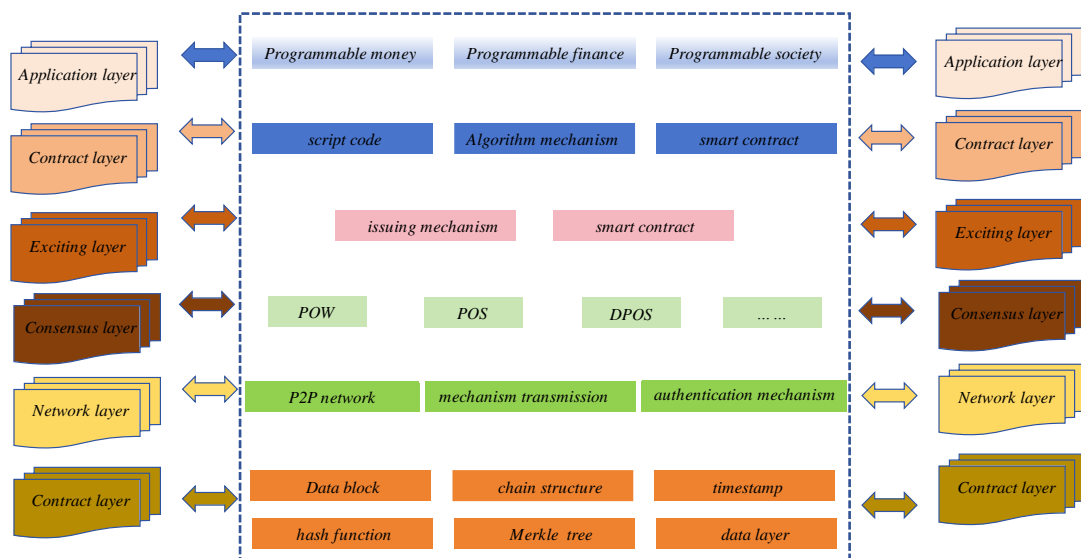 Application layer
Programmable money
Programmable finance
Programmable society
Application layer
Contract layer
script code
Algorithm mechanism
smart contract
Contract layer
Exciting layer
issuing mechanism
smart contract
Exciting layer
Consensus layer
POW
POS
DPOS
... ...
Consensus layer
Network layer
P2P network
mechanism transmission
authentication mechanism
Network layer
Contract layer
Data block
chain structure
timestamp
Contract layer
hash function
Merkle tree
data layer